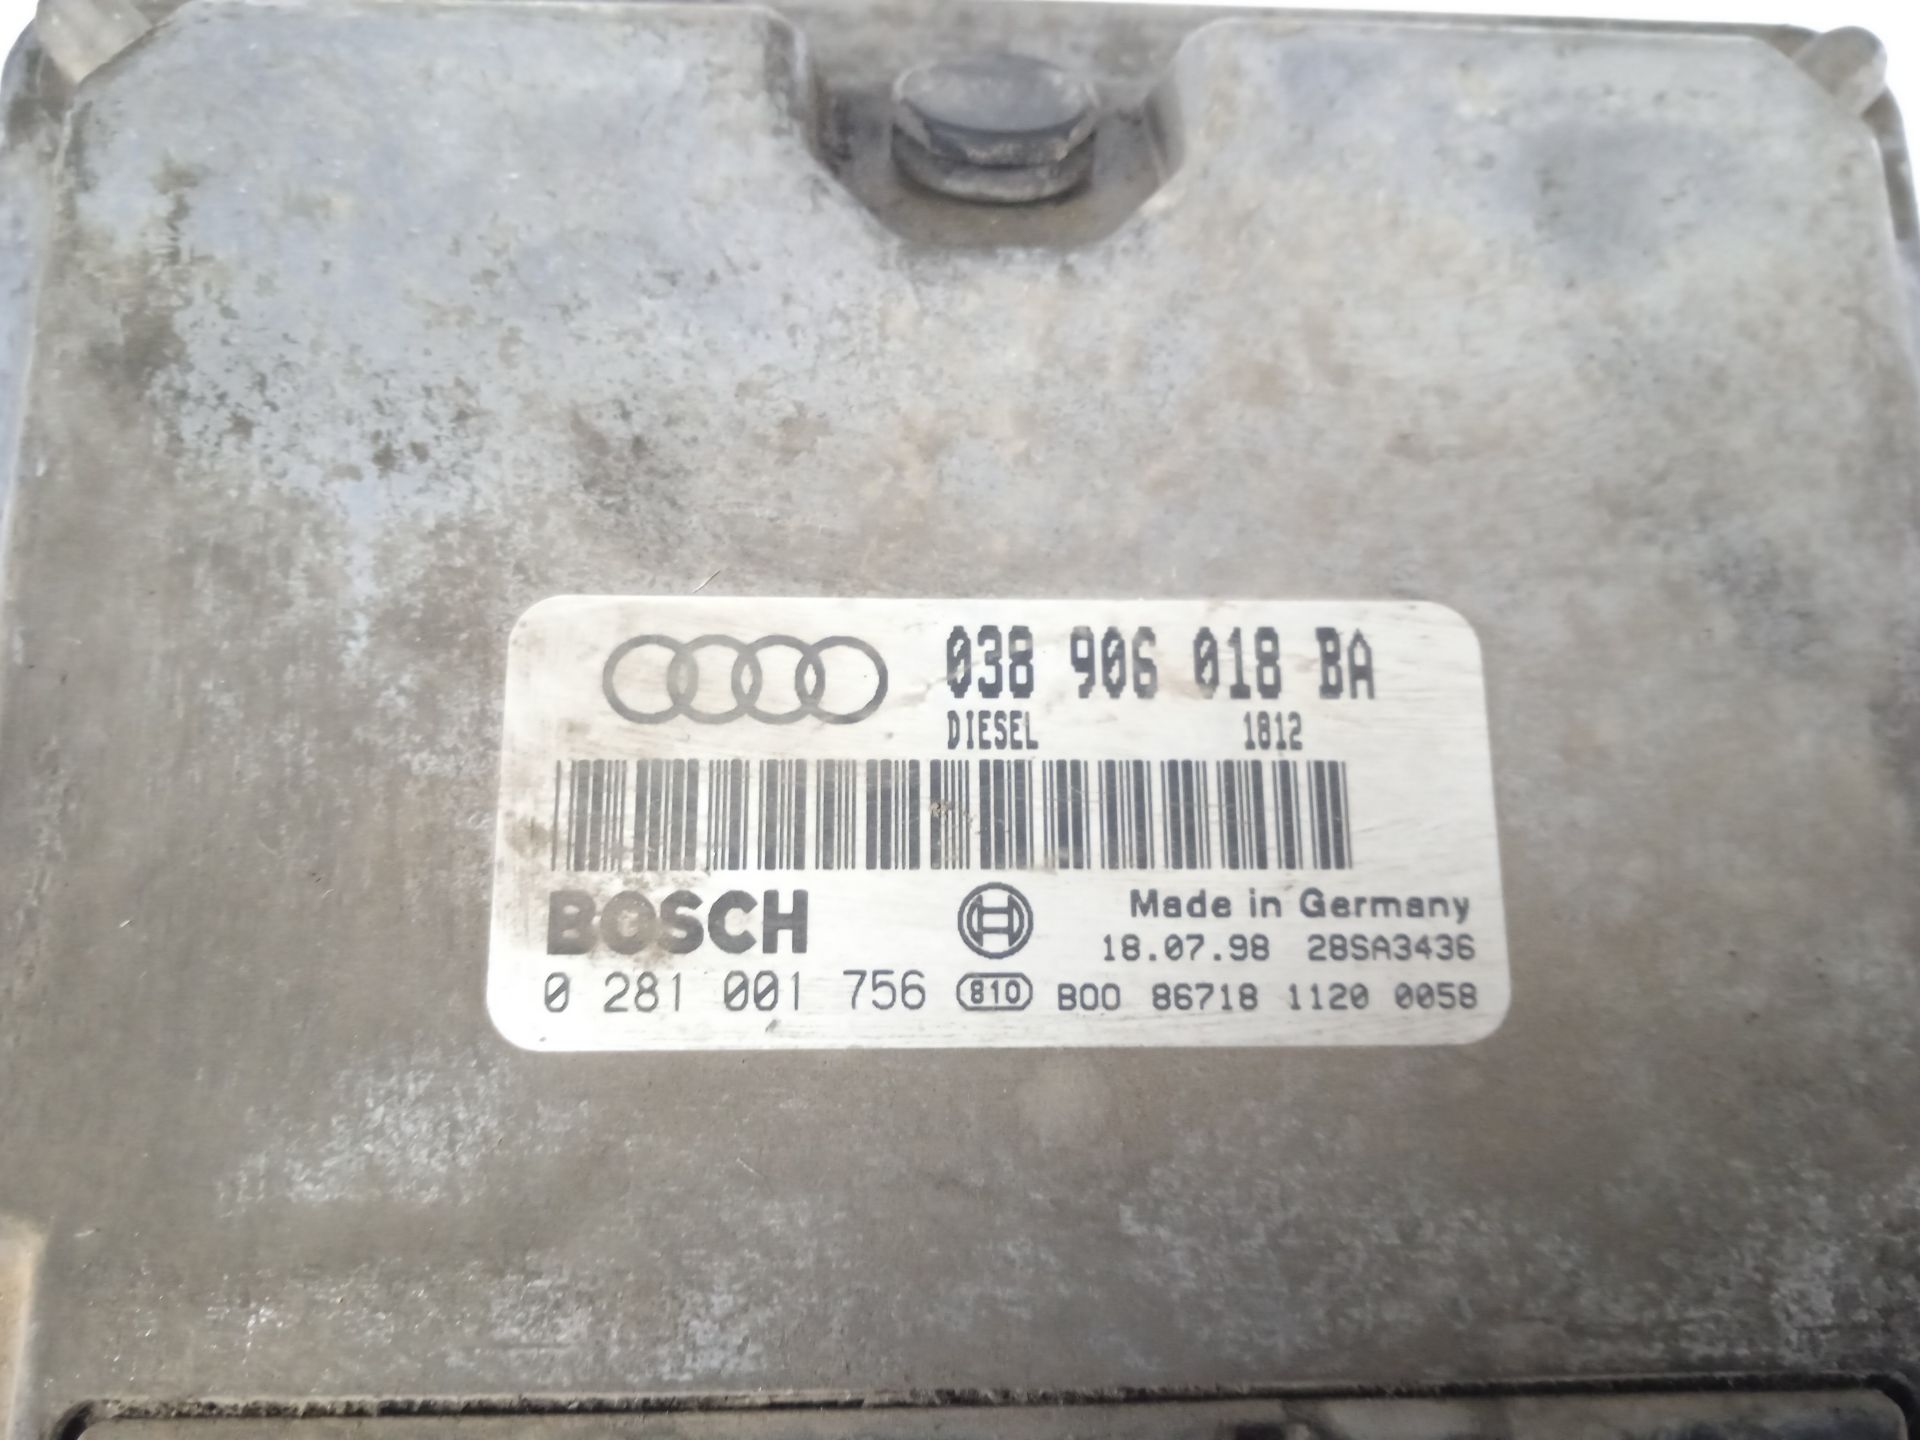 038 906 018 BA
DIESEL 1812
BOSCH
Made in Germany
18.07.98 28SA3436
0 281 001 756 810 B00 86718 1120 0058